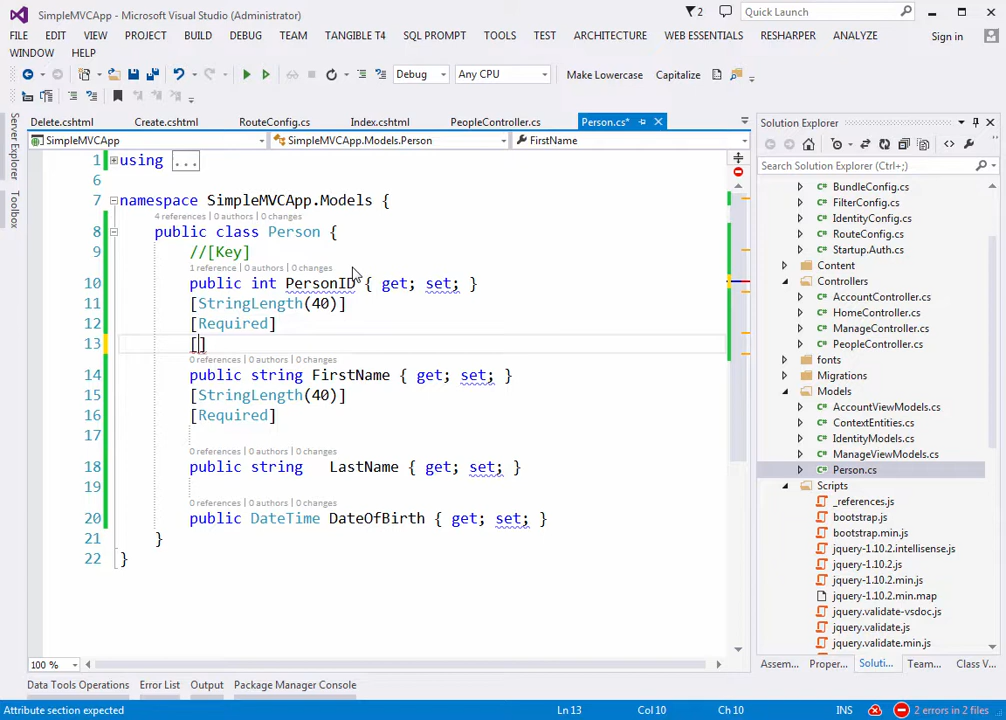 SimpleMVCApp - Microsoft Visual Studio (Administrator)
2
Quick Launch
FILE EDIT VIEW PROJECT BUILD DEBUG TEAM TANGIBLE T4 SQL PROMPT TOOLS TEST ARCHITECTURE WEB ESSENTIALS RESHARPER ANALYZE Sign in
WINDOW HELP
Debug Any CPU Make Lowercase Capitalize
Delete.cshtml Create.cshtml RouteConfig.cs Index.cshtml PeopleController.cs Person.cs*
SimpleMVCApp SimpleMVCApp.Models.Person FirstName
Server Explorer
Toolbox
1 using ...
6
7 namespace SimpleMVCApp.Models {
4 references | 0 authors | 0 changes
8 public class Person {
9 //[Key]
1 reference | 0 authors | 0 changes
10 public int PersonID { get; set; }
11 [StringLength(40)]
12 [Required]
13 []
0 references | 0 authors | 0 changes
14 public string FirstName { get; set; }
15 [StringLength(40)]
16 [Required]
17
0 references | 0 authors | 0 changes
18 public string LastName { get; set; }
19
0 references | 0 authors | 0 changes
20 public DateTime DateOfBirth { get; set; }
21 }
22 }
100 %
Solution Explorer
Search Solution Explorer (Ctrl+;)
BundleConfig.cs
FilterConfig.cs
IdentityConfig.cs
RouteConfig.cs
Startup.Auth.cs
Content
Controllers
AccountController.cs
HomeController.cs
ManageController.cs
PeopleController.cs
fonts
Migrations
Models
AccountViewModels.cs
ContextEntities.cs
IdentityModels.cs
ManageViewModels.cs
Person.cs
Scripts
_references.js
bootstrap.js
bootstrap.min.js
jquery-1.10.2.intellisense.js
jquery-1.10.2.js
jquery-1.10.2.min.js
jquery-1.10.2.min.map
jquery.validate-vsdoc.js
jquery.validate.js
jquery.validate.min.js
Assem... Proper... Soluti... Team... Class V...
Data Tools Operations Error List Output Package Manager Console
Attribute section expected Ln 13 Col 10 Ch 10 INS 2 errors in 2 files